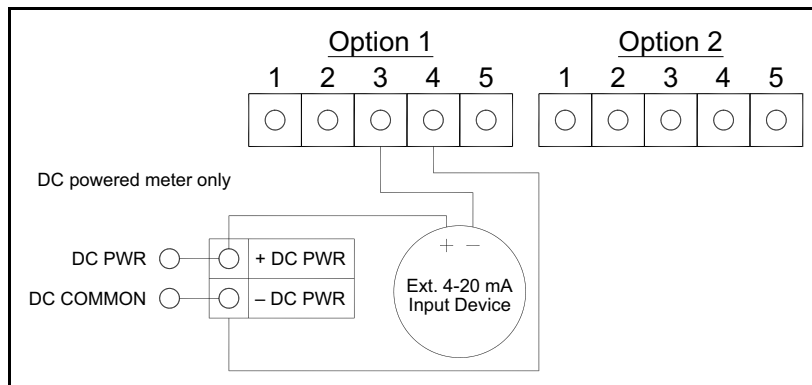 Option 1 Option 2
1 2 3 4 5 1 2 3 4 5
DC powered meter only
+ −
DC PWR + DC PWR
Ext. 4-20 mA
Input Device
DC COMMON – DC PWR